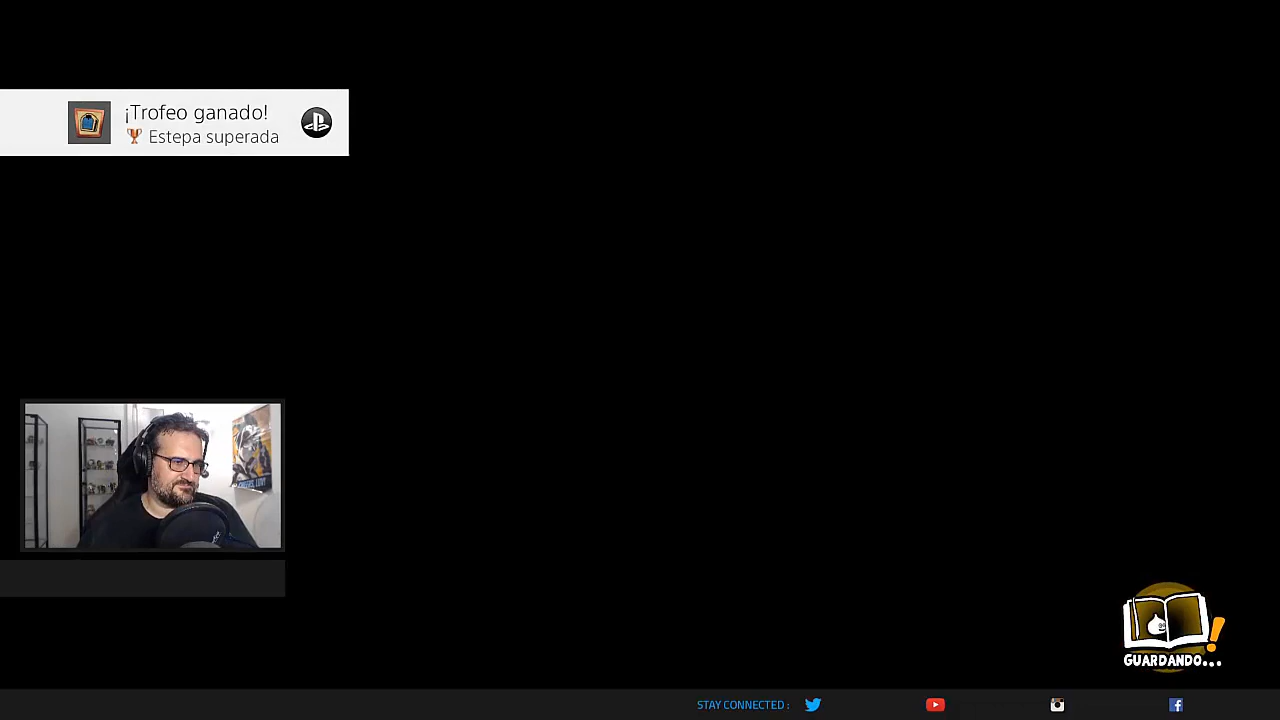 ¡Trofeo ganado!
Estepa superada
GUARDANDO...
STAY CONNECTED :